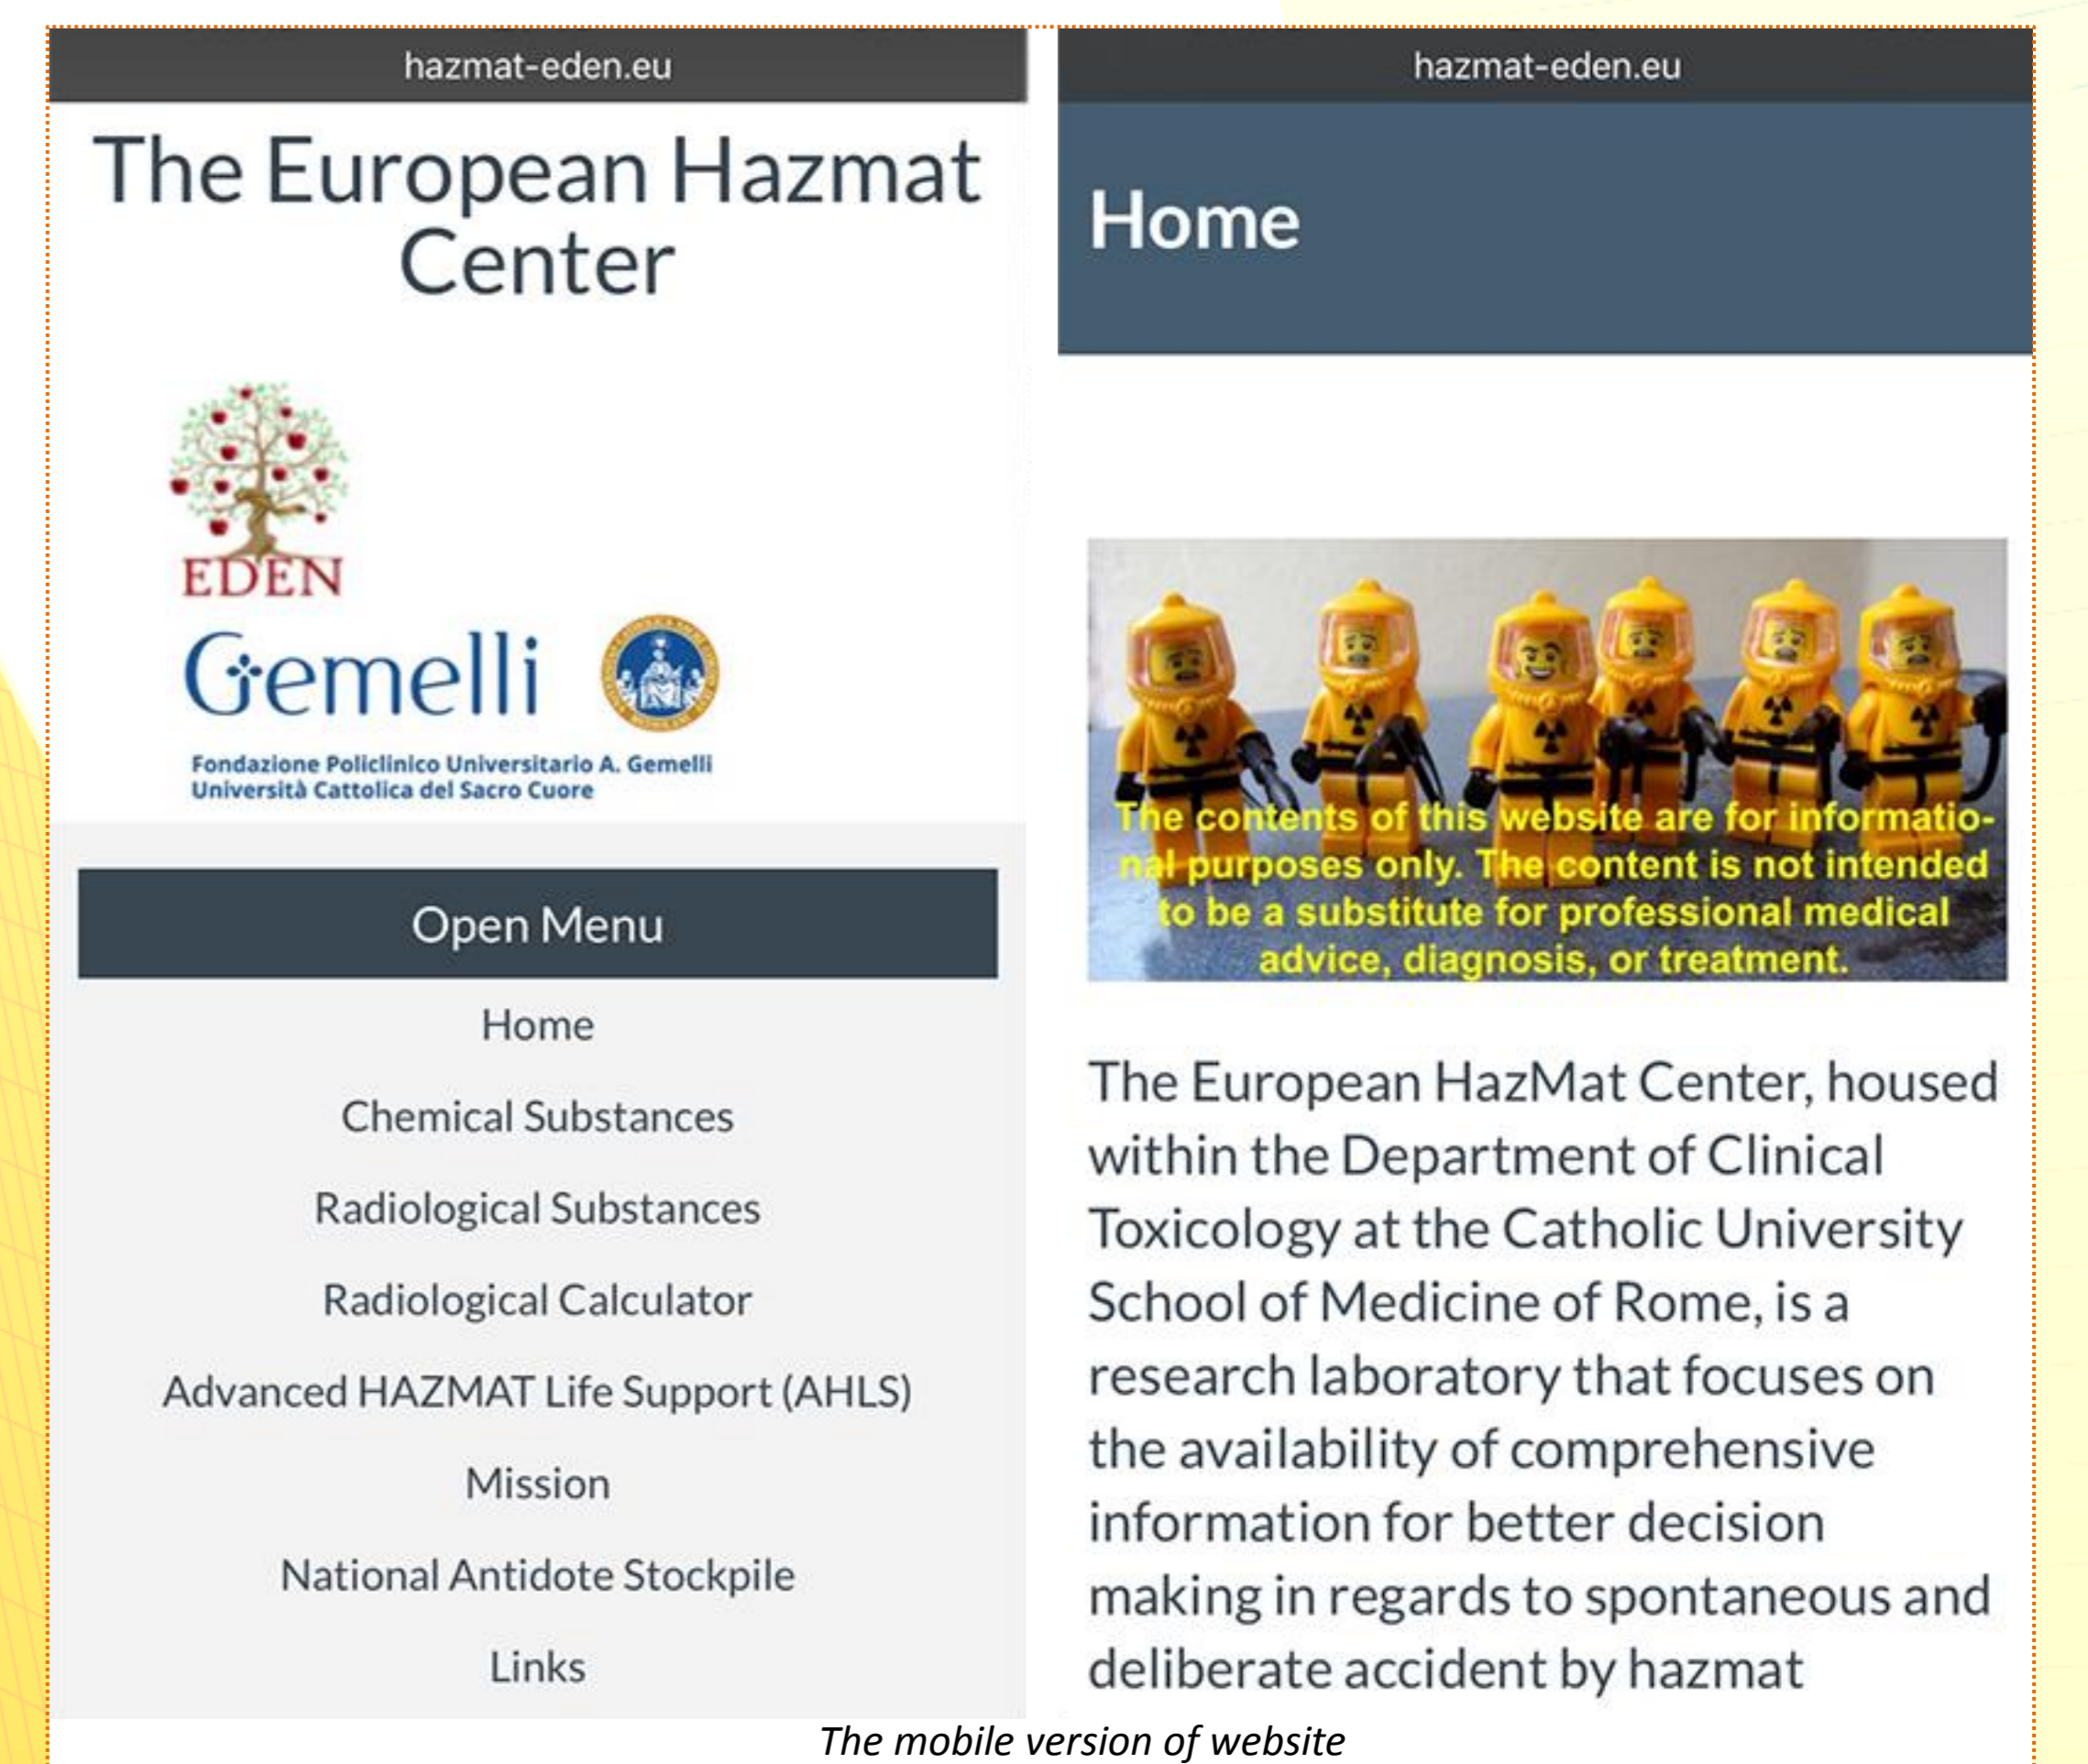 hazmat-eden.eu
The European Hazmat
Center
EDEN
Gemelli
Fondazione Policlinico Universitario A. Gemelli
Università Cattolica del Sacro Cuore
Open Menu
Home
Chemical Substances
Radiological Substances
Radiological Calculator
Advanced HAZMAT Life Support (AHLS)
Mission
National Antidote Stockpile
Links
hazmat-eden.eu
Home
The contents of this website are for informatio-
nal purposes only. The content is not intended
to be a substitute for professional medical
advice, diagnosis, or treatment.
The European HazMat Center, housed
within the Department of Clinical
Toxicology at the Catholic University
School of Medicine of Rome, is a
research laboratory that focuses on
the availability of comprehensive
information for better decision
making in regards to spontaneous and
deliberate accident by hazmat
The mobile version of website